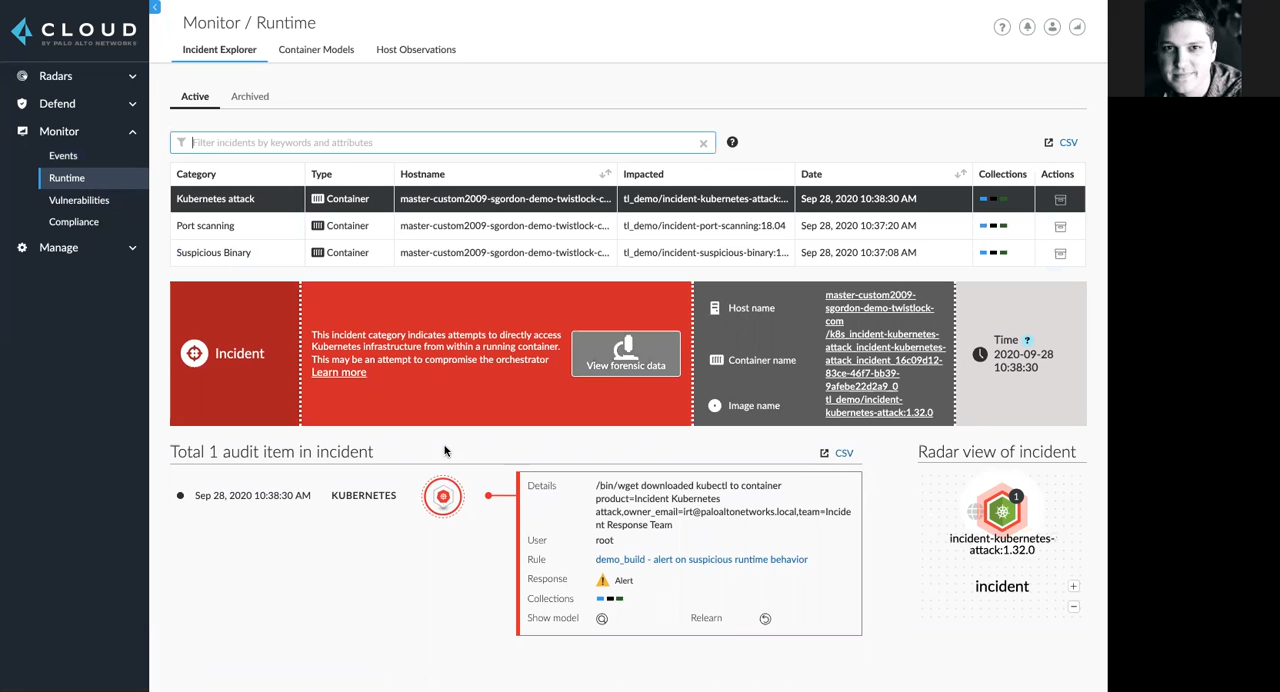 CLOUD
BY PALO ALTO NETWORKS
Radars
Defend
Monitor
Events
Runtime
Vulnerabilities
Compliance
Manage
Monitor / Runtime
Incident Explorer
Container Models
Host Observations
Active
Archived
Filter incidents by keywords and attributes
CSV
Category Type Hostname Impacted Date Collections Actions
Kubernetes attack Container master-custom2009-sgordon-demo-twistlock-c... tl_demo/incident-kubernetes-attack:... Sep 28, 2020 10:38:30 AM
Port scanning Container master-custom2009-sgordon-demo-twistlock-c... tl_demo/incident-port-scanning:18.04 Sep 28, 2020 10:37:20 AM
Suspicious Binary Container master-custom2009-sgordon-demo-twistlock-c... tl_demo/incident-suspicious-binary:1... Sep 28, 2020 10:37:08 AM
Incident
This incident category indicates attempts to directly access
Kubernetes infrastructure from within a running container.
This may be an attempt to compromise the orchestrator
Learn more
View forensic data
Host name
master-custom2009-
sgordon-demo-twistlock-
com
Container name
/k8s_incident-kubernetes-
attack_incident-kubernetes-
attack_incident_16c09d12-
83ce-46f7-bb39-
9afebe22d2a9_0
Image name
tl_demo/incident-
kubernetes-attack:1.32.0
Time ?
2020-09-28
10:38:30
Total 1 audit item in incident
CSV
Sep 28, 2020 10:38:30 AM KUBERNETES
Details
/bin/wget downloaded kubectl to container
product=Incident Kubernetes
attack,owner_email=irt@paloaltonetworks.local,team=Incide
nt Response Team
User root
Rule demo_build - alert on suspicious runtime behavior
Response Alert
Collections
Show model Relearn
Radar view of incident
1
incident-kubernetes-
attack:1.32.0
incident